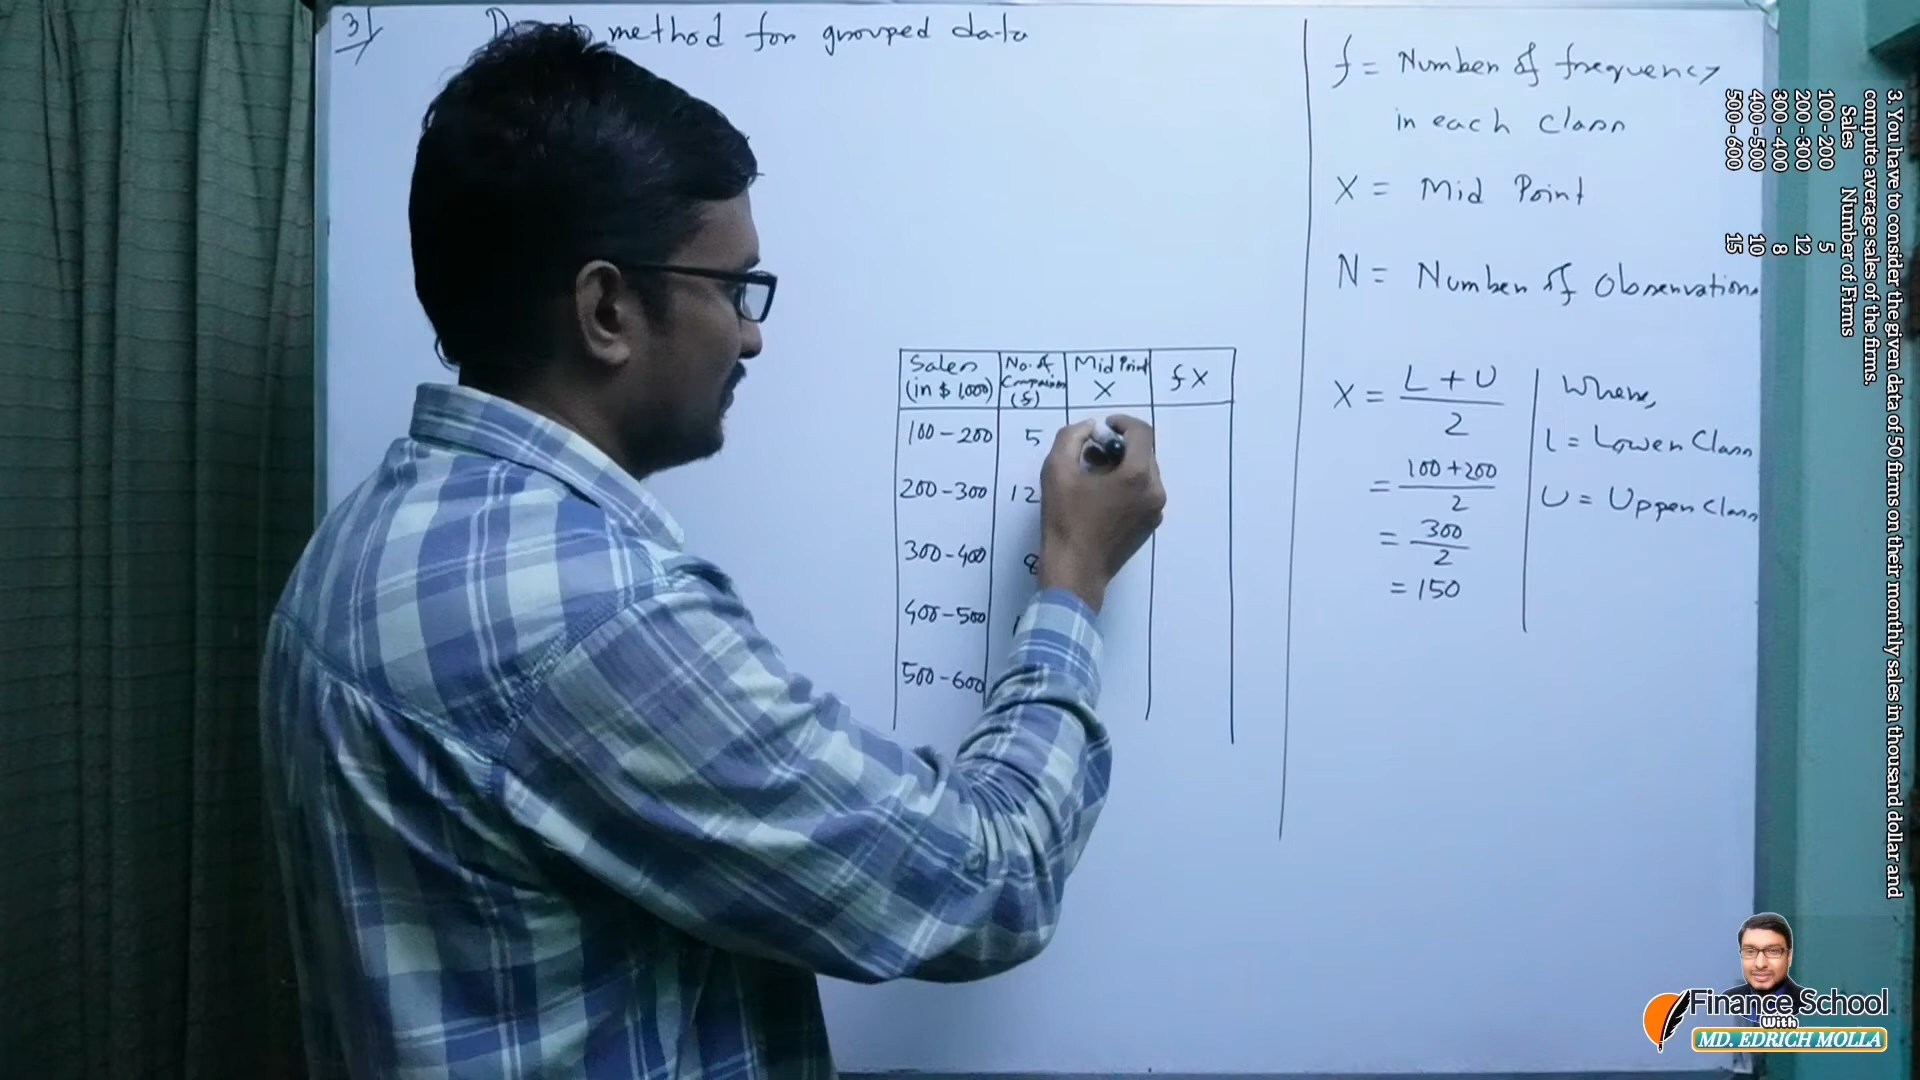 3/
method for grouped data
Sales
(in $ 1,000)
No. of
Companies
(f)
Mid Point
X
f X
100 - 200 5
200 - 300 12
300 - 400 8
400 - 500
500 - 600
f = Number of frequency
in each class
X = Mid Point
N = Number of Observations
X = L + U / 2
= 100 + 200 / 2
= 300 / 2
= 150
Where,
L = Lower Class
U = Upper Class
3. You have to consider the given data of 50 firms on their monthly sales in thousand dollar and
compute average sales of the firms.
Sales Number of Firms
100 -200 5
200 -300 12
300 -400 8
400 -500 10
500 -600 15
Finance School
With
MD. EDRICH MOLLA